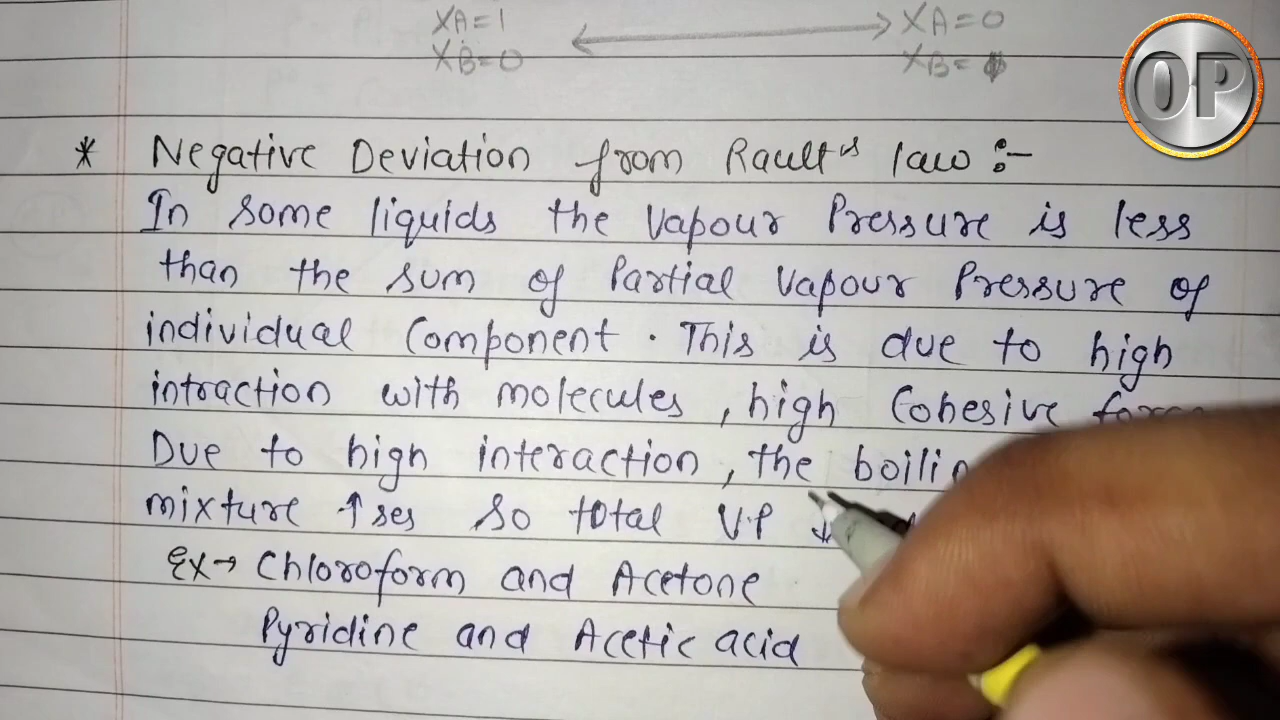 XA=1 XA=0
XB=0 XB=
* Negative Deviation from Rault's law :-
In some liquids the Vapour Pressure is less
than the sum of Partial Vapour Pressure of
individual Component. This is due to high
intraction with molecules, high Cohesive
Due to high interaction, the
mixture ↑ses so total V.P ↓
Ex→ Chloroform and Acetone
Pyridine and Acetic acid
OP